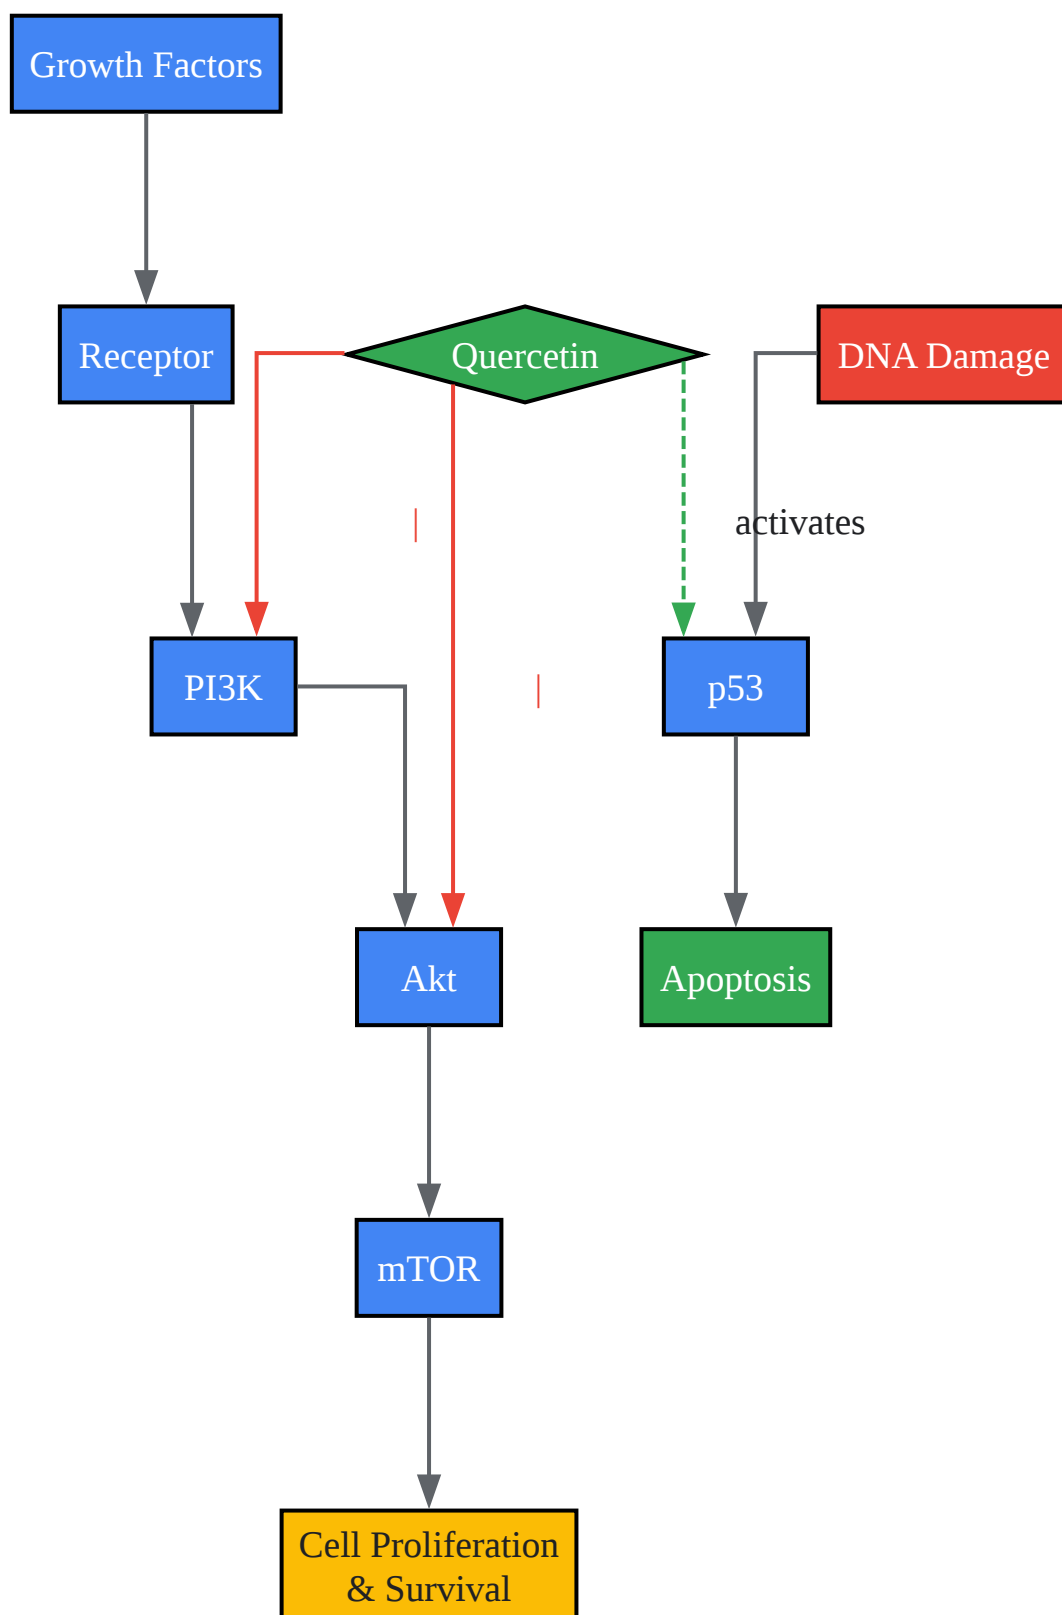 Growth Factors
Receptor
Quercetin
DNA Damage
|
activates
PI3K
|
p53
Akt
Apoptosis
mTOR
Cell Proliferation
& Survival